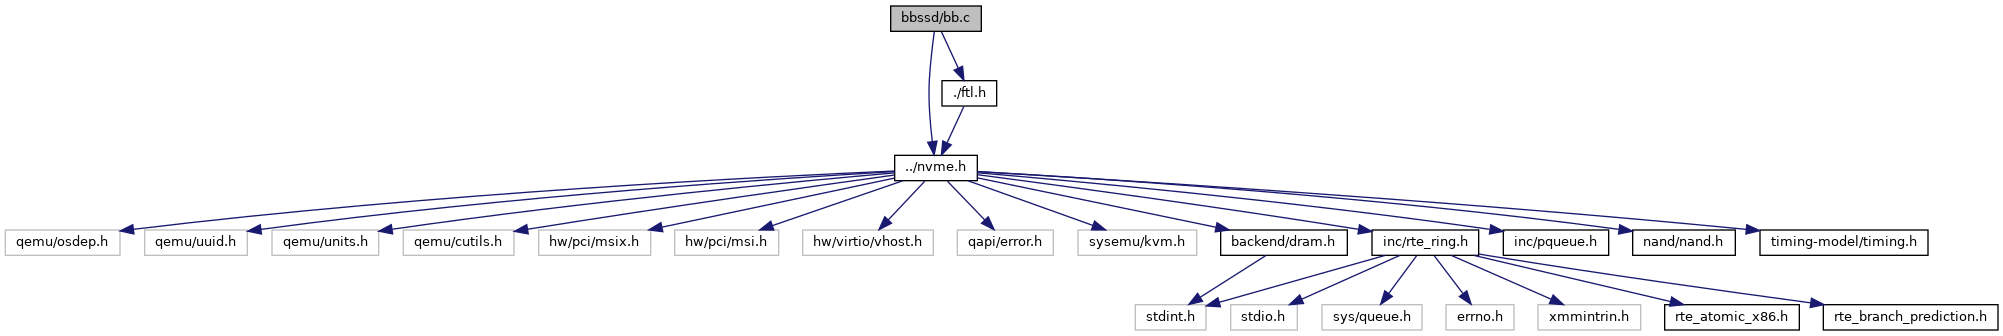 bbssd/bb.c
./ftl.h
../nvme.h
qemu/osdep.h
qemu/uuid.h
qemu/units.h
qemu/cutils.h
hw/pci/msix.h
hw/pci/msi.h
hw/virtio/vhost.h
qapi/error.h
sysemu/kvm.h
backend/dram.h
inc/rte_ring.h
inc/pqueue.h
nand/nand.h
timing-model/timing.h
stdint.h
stdio.h
sys/queue.h
errno.h
xmmintrin.h
rte_atomic_x86.h
rte_branch_prediction.h